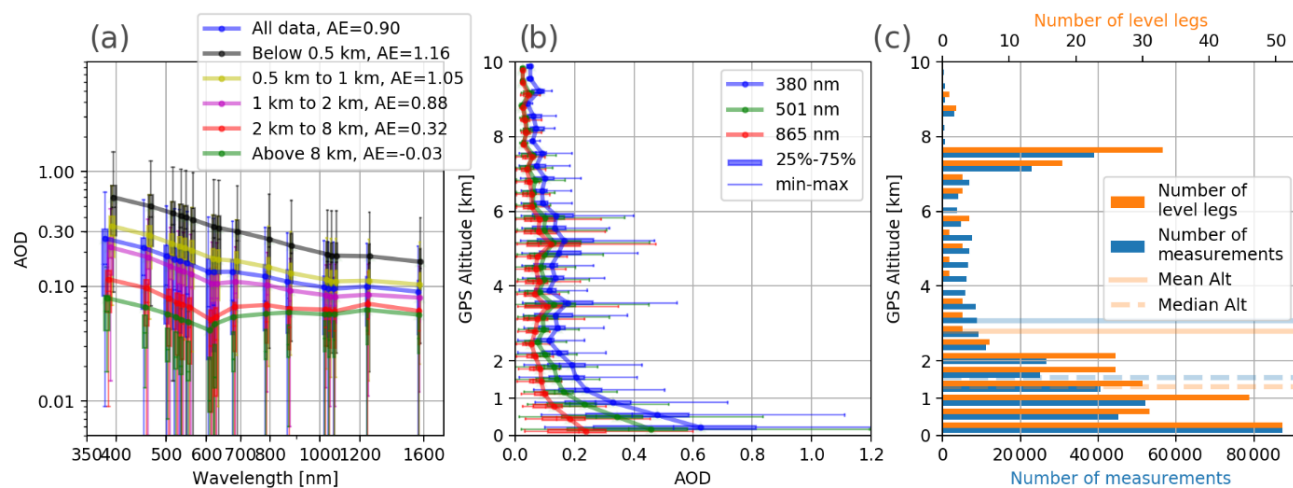 (a)
All data, AE=0.90
Below 0.5 km, AE=1.16
0.5 km to 1 km, AE=1.05
1 km to 2 km, AE=0.88
2 km to 8 km, AE=0.32
Above 8 km, AE=-0.03
AOD
1.00
0.30
0.10
0.01
350 400 500 600 700 800 1000 1200 1600
Wavelength [nm]
(b)
380 nm
501 nm
865 nm
25%-75%
min-max
GPS Altitude [km]
10
8
6
4
2
1
0
0.0 0.2 0.4 0.6 0.8 1.0 1.2
AOD
(c)
Number of level legs
0 10 20 30 40 50
Number of
level legs
Number of
measurements
Mean Alt
Median Alt
GPS Altitude [km]
10
8
6
4
2
1
0
0 20000 40000 60000 80000
Number of measurements